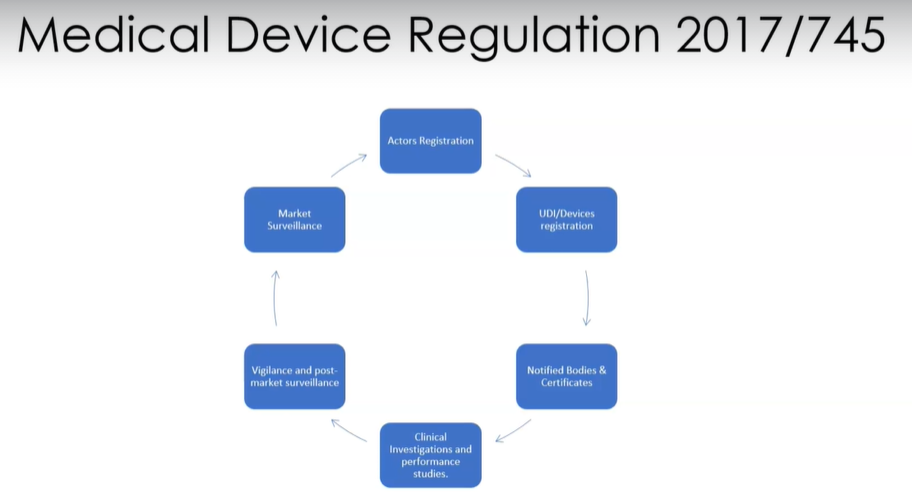 Medical Device Regulation 2017/745
Actors Registration
UDI/Devices
registration
Notified Bodies &
Certificates
Clinical
Investigations and
performance
studies.
Vigilance and post-
market surveillance
Market
Surveillance